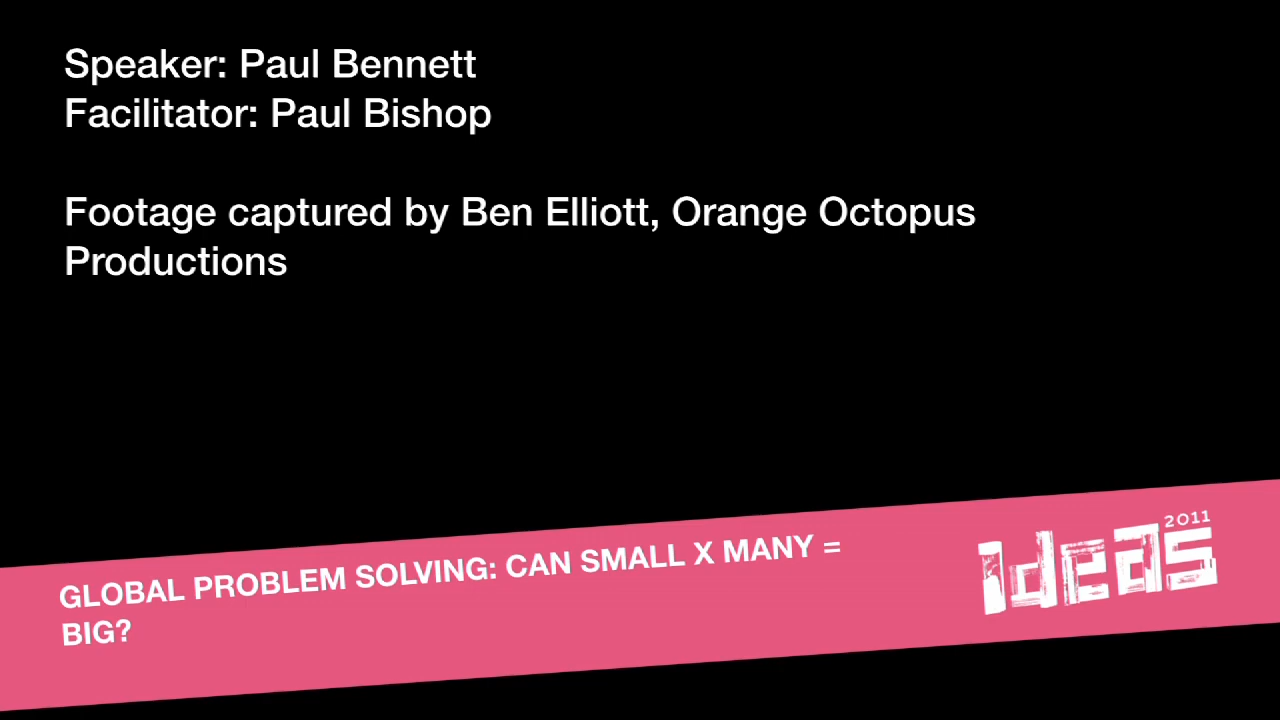 Speaker: Paul Bennett
Facilitator: Paul Bishop
Footage captured by Ben Elliott, Orange Octopus
Productions
GLOBAL PROBLEM SOLVING: CAN SMALL X MANY =
BIG?
2011
Ideas